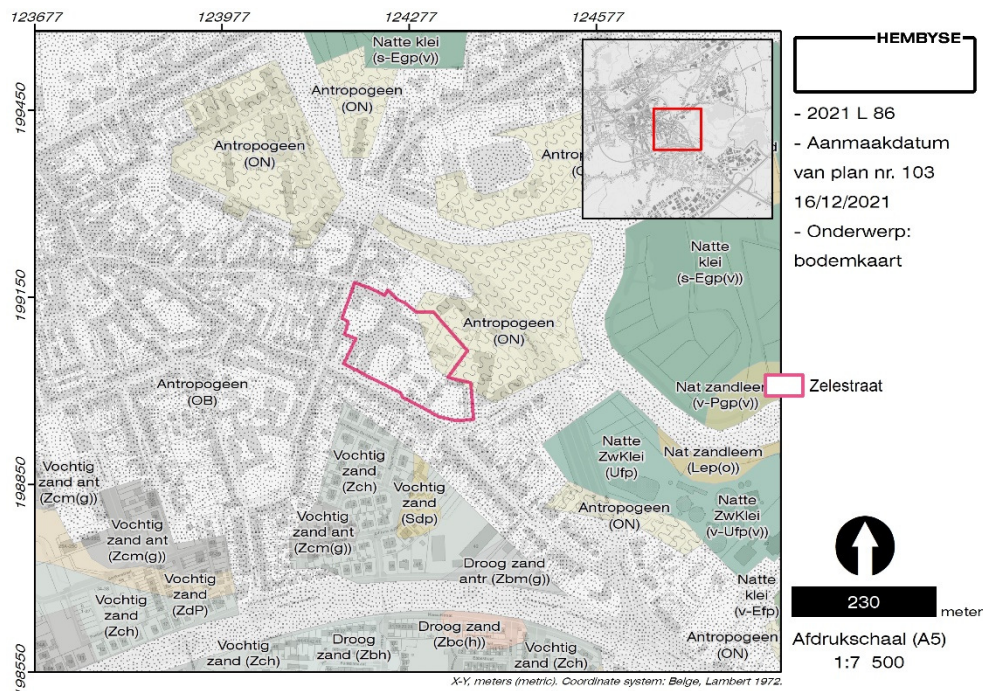 123677
123977
124277
124577
199450
199150
198850
198550
Natte klei
(s-Egp(v))
Antropogeen
(ON)
Antropogeen
(ON)
Natte
klei
(s-Egp(v))
Antropogeen
(ON)
Antropogeen
(OB)
Nat zandleem
(v-Pgp(v))
Natte
ZwKlei
(Ufp)
Nat zandleem
(Lep(o))
Vochtig
zand
(Zch)
Vochtig
zand
(Sdp)
Vochtig
zand ant
(Zcm(g))
Antropogeen
(ON)
Natte
ZwKlei
(v-Ufp(v))
Vochtig
zand ant
(Zcm(g))
Vochtig
zand ant
(Zcm(g))
Droog zand
antr (Zbm(g))
Vochtig
zand
(ZdP)
Vochtig
zand
(Zch)
Natte
klei
(v-Efp)
Vochtig
zand (Zch)
Droog
zand (Zbh)
Droog zand
(Zbc(h))
Vochtig
zand (Zch)
Antropogeen
(ON)
X-Y, meters (metric). Coordinate system: Belge, Lambert 1972.
HEMBYSE
- 2021 L 86
- Aanmaakdatum
van plan nr. 103
16/12/2021
- Onderwerp:
bodemkaart
Zelestraat
230
meter
Afdrukschaal (A5)
1:7 500